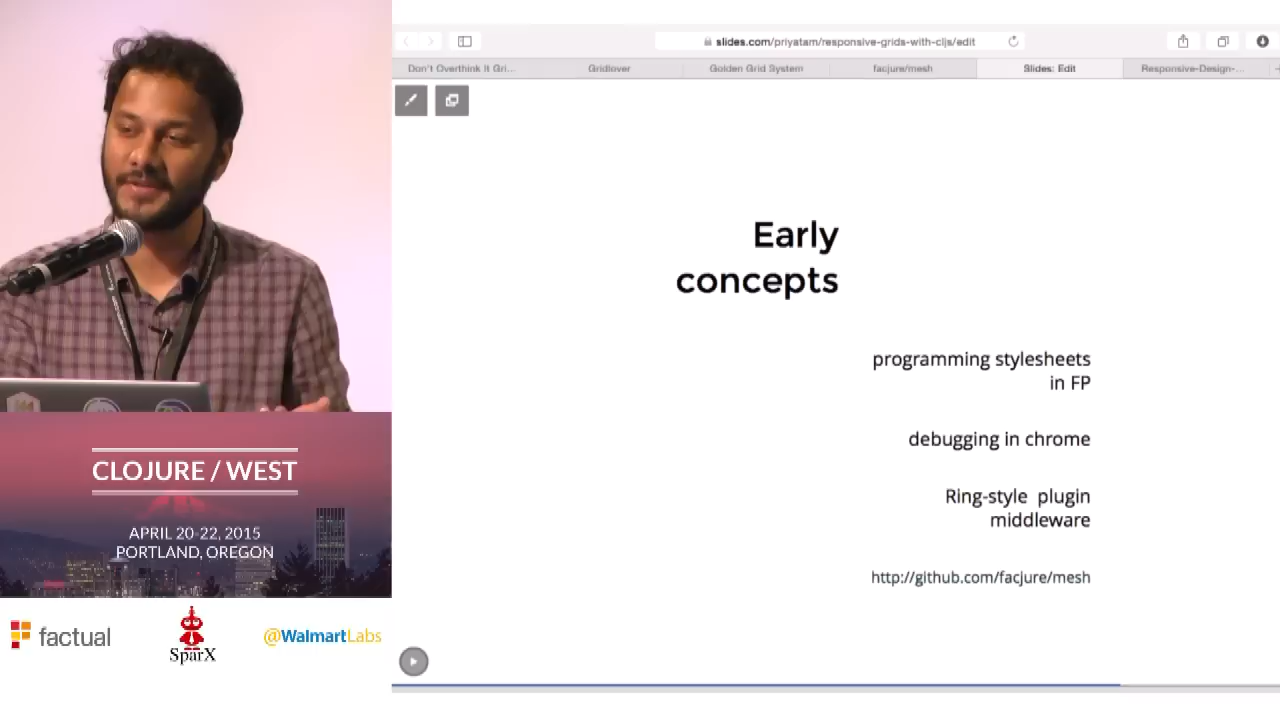 slides.com/priyatam/responsive-grids-with-cljs/edit
Don't Overthink It Gri...
Gridlover
Golden Grid System
facjure/mesh
Slides: Edit
Responsive-Design-...
Early
concepts
programming stylesheets
in FP
debugging in chrome
Ring-style plugin
middleware
http://github.com/facjure/mesh
CLOJURE / WEST
APRIL 20-22, 2015
PORTLAND, OREGON
factual
SparX
@WalmartLabs